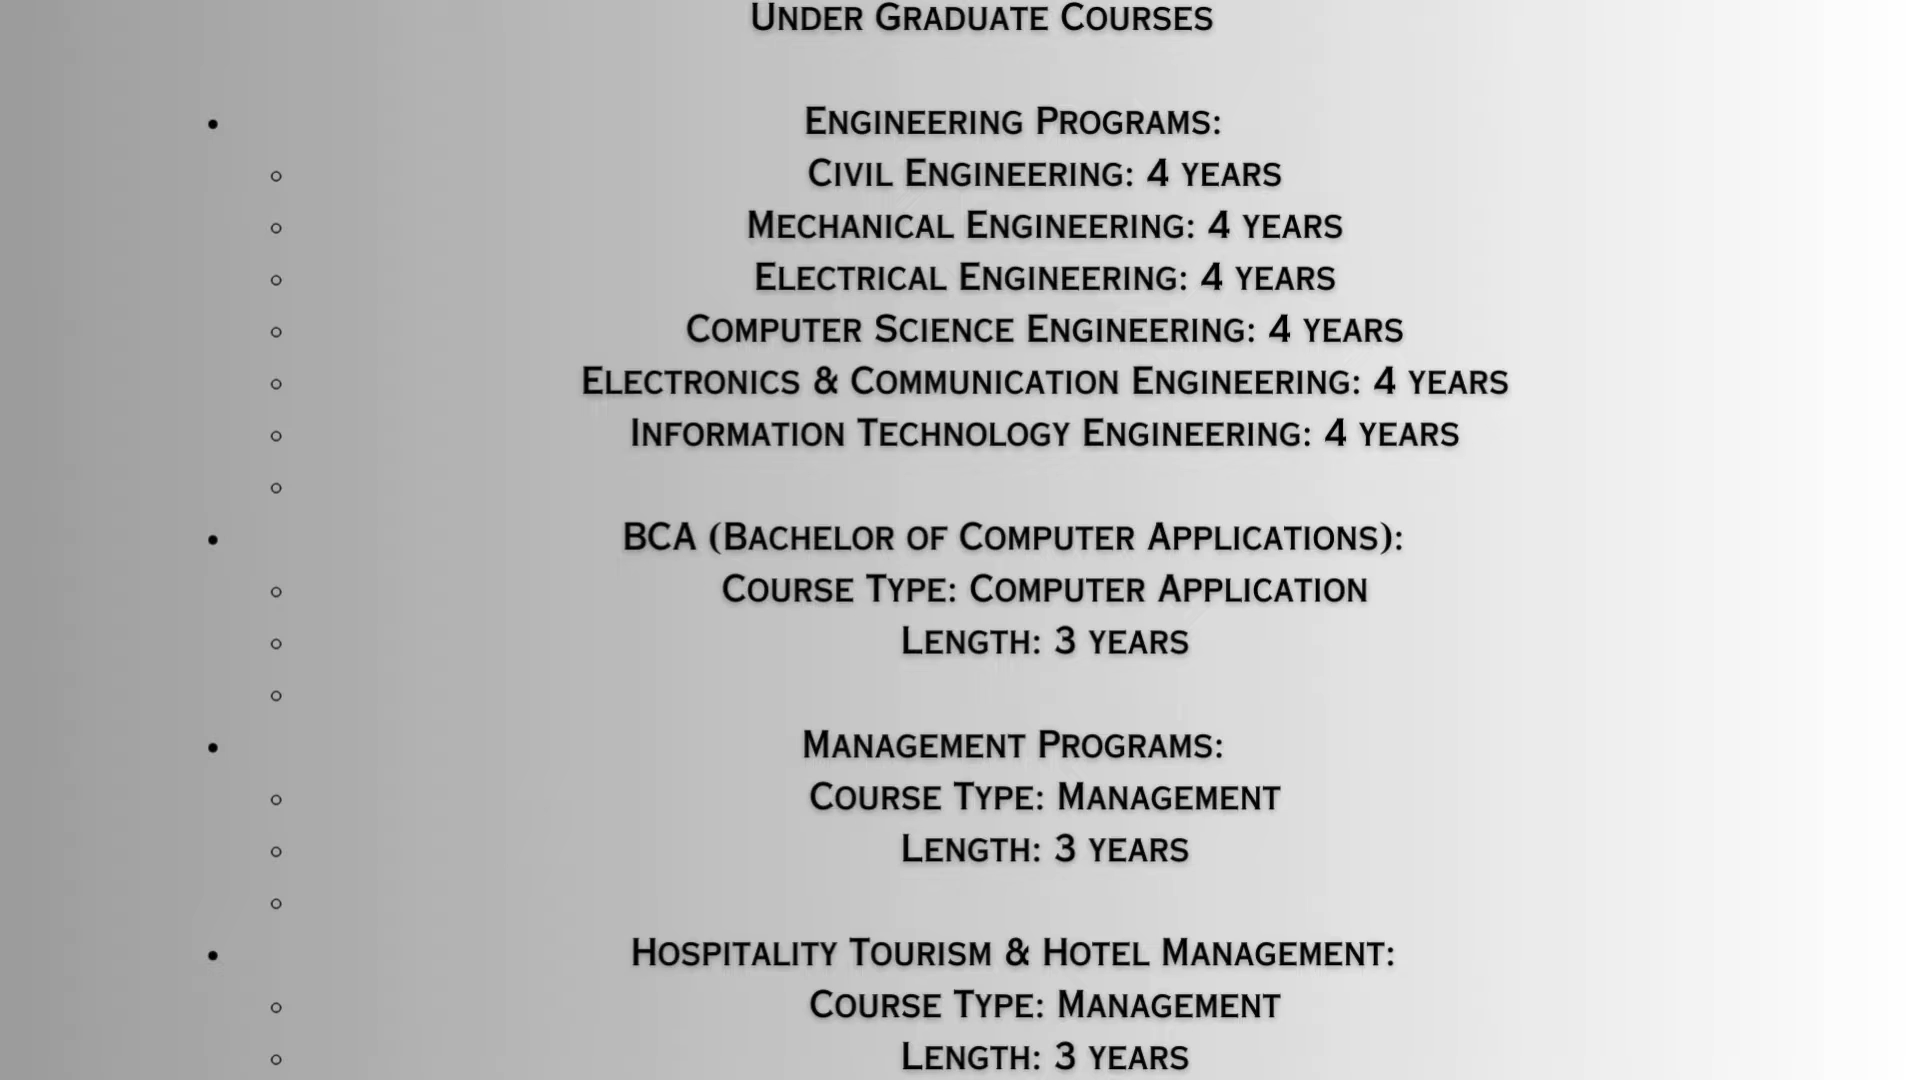 Under Graduate Courses
• Engineering Programs:
○ Civil Engineering: 4 years
○ Mechanical Engineering: 4 years
○ Electrical Engineering: 4 years
○ Computer Science Engineering: 4 years
○ Electronics & Communication Engineering: 4 years
○ Information Technology Engineering: 4 years
○
• BCA (Bachelor of Computer Applications):
○ Course Type: Computer Application
○ Length: 3 years
○
• Management Programs:
○ Course Type: Management
○ Length: 3 years
○
• Hospitality Tourism & Hotel Management:
○ Course Type: Management
○ Length: 3 years